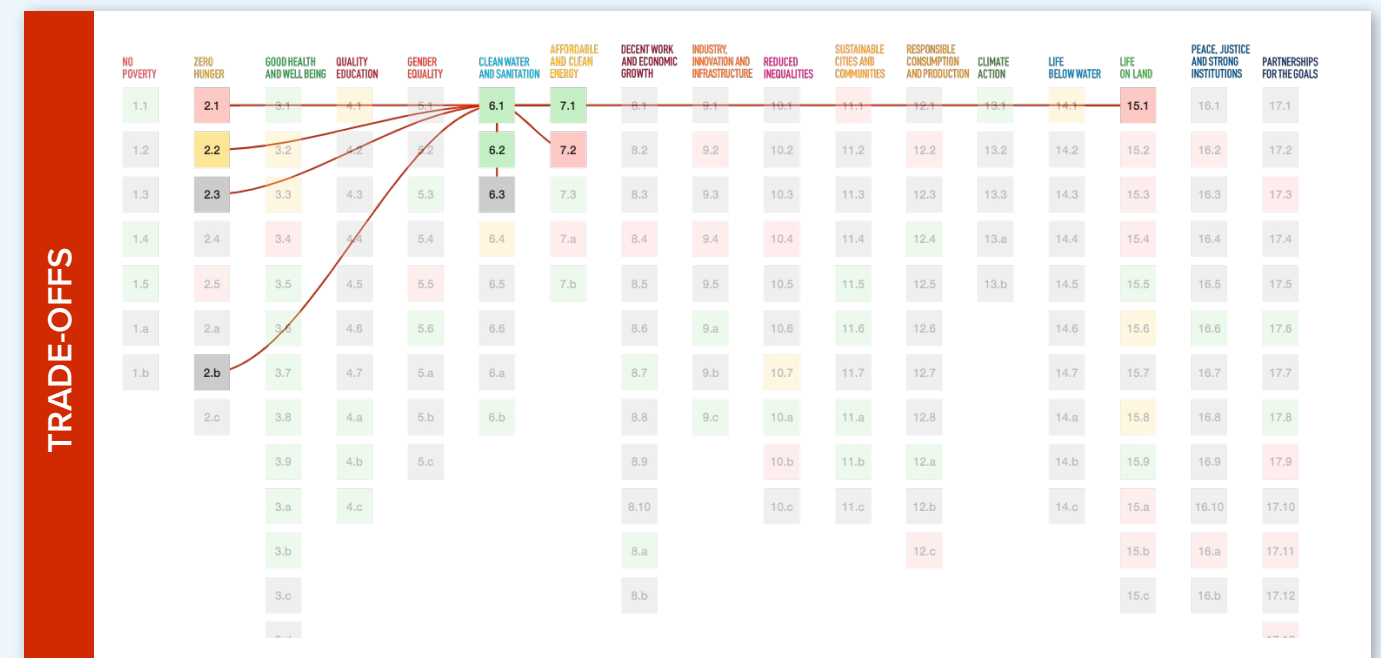 TRADE-OFFS
NO
POVERTY
ZERO
HUNGER
GOOD HEALTH
AND WELL BEING
QUALITY
EDUCATION
GENDER
EQUALITY
CLEAN WATER
AND SANITATION
AFFORDABLE
AND CLEAN
ENERGY
DECENT WORK
AND ECONOMIC
GROWTH
INDUSTRY,
INNOVATION AND
INFRASTRUCTURE
REDUCED
INEQUALITIES
SUSTAINABLE
CITIES AND
COMMUNITIES
RESPONSIBLE
CONSUMPTION
AND PRODUCTION
CLIMATE
ACTION
LIFE
BELOW WATER
LIFE
ON LAND
PEACE, JUSTICE
AND STRONG
INSTITUTIONS
PARTNERSHIPS
FOR THE GOALS
1.1 2.1 3.1 4.1 5.1 6.1 7.1 8.1 9.1 10.1 11.1 12.1 13.1 14.1 15.1 16.1 17.1
1.2 2.2 3.2 4.2 5.2 6.2 7.2 8.2 9.2 10.2 11.2 12.2 13.2 14.2 15.2 16.2 17.2
1.3 2.3 3.3 4.3 5.3 6.3 7.3 8.3 9.3 10.3 11.3 12.3 13.3 14.3 15.3 16.3 17.3
1.4 2.4 3.4 4.4 5.4 6.4 7.a 8.4 9.4 10.4 11.4 12.4 13.a 14.4 15.4 16.4 17.4
1.5 2.5 3.5 4.5 5.5 6.5 7.b 8.5 9.5 10.5 11.5 12.5 13.b 14.5 15.5 16.5 17.5
1.a 2.a 3.6 4.6 5.6 6.6 8.6 9.a 10.6 11.6 12.6 14.6 15.6 16.6 17.6
1.b 2.b 3.7 4.7 5.a 6.a 8.7 9.b 10.7 11.7 12.7 14.7 15.7 16.7 17.7
2.c 3.8 4.a 5.b 6.b 8.8 9.c 10.a 11.a 12.8 14.a 15.8 16.8 17.8
3.9 4.b 5.c 8.9 10.b 11.b 12.a 14.b 15.9 16.9 17.9
3.a 4.c 8.10 10.c 11.c 12.b 14.c 15.a 16.10 17.10
3.b 8.a 12.c 15.b 16.a 17.11
3.c 8.b 15.c 16.b 17.12